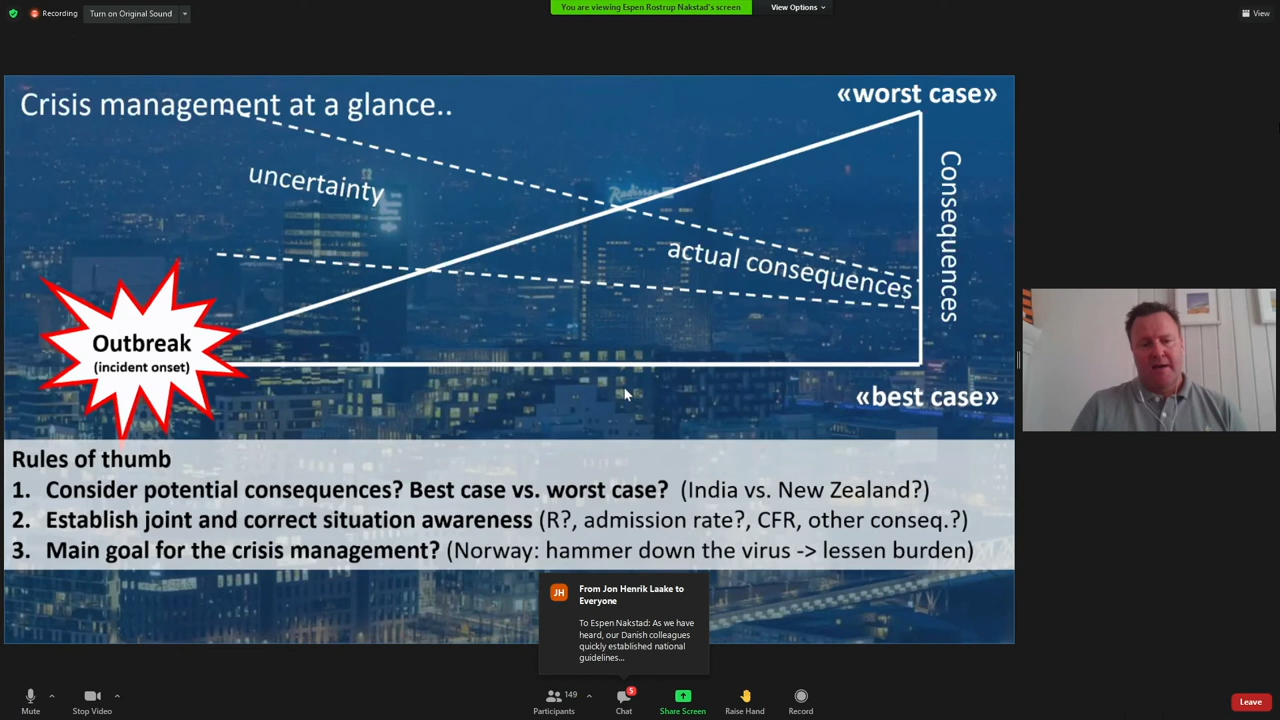 Recording
Turn on Original Sound
You are viewing Espen Rostrup Nakstad's screen
View Options
View
Crisis management at a glance..
«worst case»
uncertainty
Radisson
actual consequences
Consequences
Outbreak
(incident onset)
«best case»
Rules of thumb
1. Consider potential consequences? Best case vs. worst case? (India vs. New Zealand?)
2. Establish joint and correct situation awareness (R?, admission rate?, CFR, other conseq.?)
3. Main goal for the crisis management? (Norway: hammer down the virus -> lessen burden)
JH
From Jon Henrik Laake to
Everyone
To Espen Nakstad: As we have
heard, our Danish colleagues
quickly established national
guidelines...
Mute
Stop Video
149
Participants
5
Chat
Share Screen
Raise Hand
Record
Leave